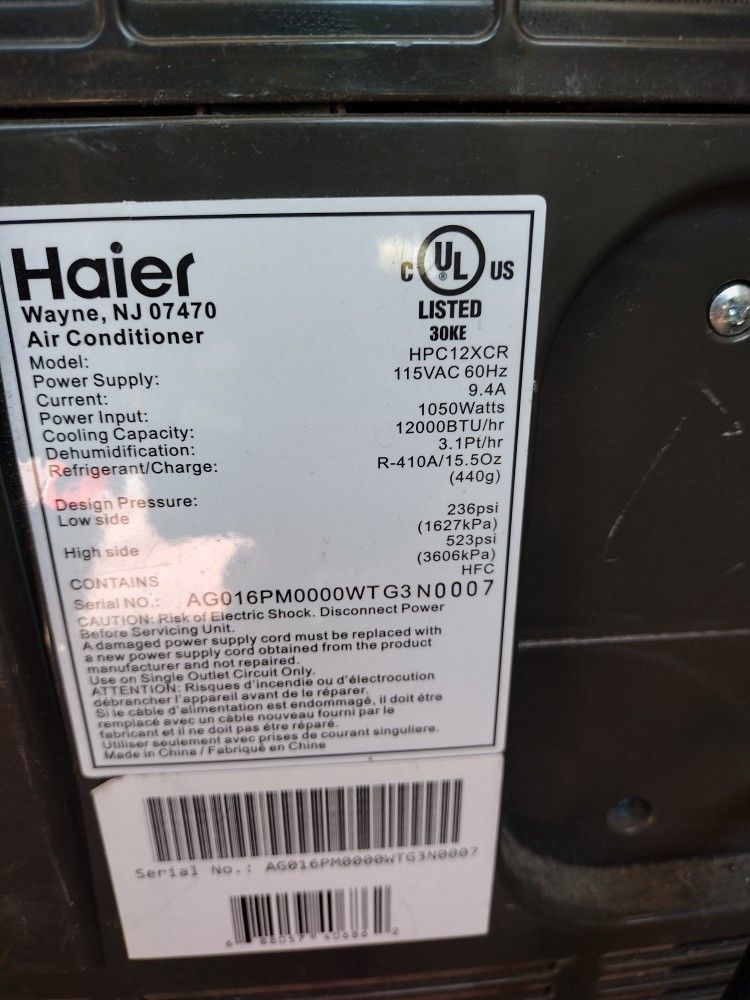 Haier
Wayne, NJ 07470
Air Conditioner
C UL ® US
LISTED
30KE
Model: HPC12XCR
Power Supply: 115VAC 60Hz
Current: 9.4A
Power Input: 1050Watts
Cooling Capacity: 12000BTU/hr
Dehumidification: 3.1Pt/hr
Refrigerant/Charge: R-410A/15.5Oz
(440g)
Design Pressure:
Low side 236psi
(1627kPa)
High side 523psi
(3606kPa)
CONTAINS HFC
Serial NO.: AG016PM0000WTG3N0007
CAUTION: Risk of Electric Shock. Disconnect Power
Before Servicing Unit.
A damaged power supply cord must be replaced with
a new power supply cord obtained from the product
manufacturer and not repaired.
Use on Single Outlet Circuit Only.
ATTENTION: Risques d'incendie ou d'électrocution
débrancher l'appareil avant de le réparer.
Si le câble d'alimentation est endommagé, il doit être
remplacé avec un câble nouveau fourni par le
fabricant et il ne doit pas être réparé.
Utiliser seulement avec prises de courant singuliere.
Made in China / Fabriqué en Chine
Serial No.: AG016PM0000WTG3N0007
6 88057 40686 2